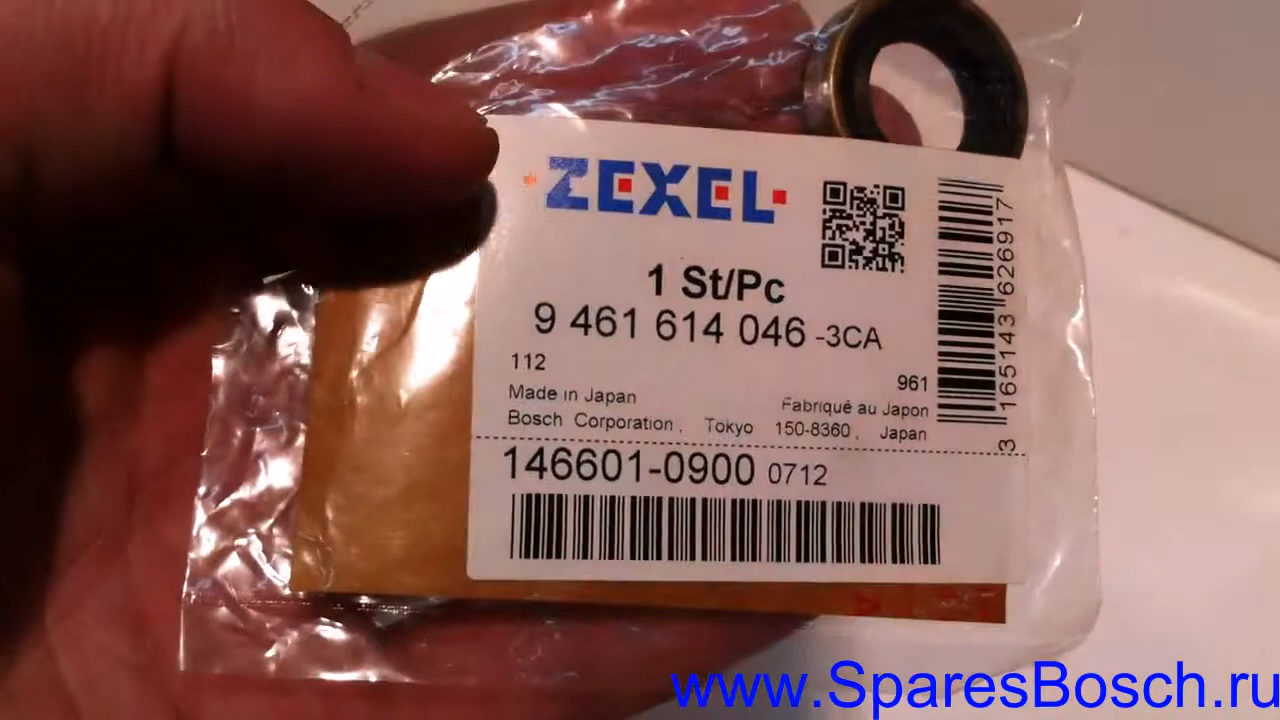 ZEXEL
1 St/Pc
9 461 614 046 -3CA
112 961
Made in Japan Fabriqué au Japon
Bosch Corporation, Tokyo 150-8360, Japan
146601-0900 0712
3 165143 626917
www.SparesBosch.ru